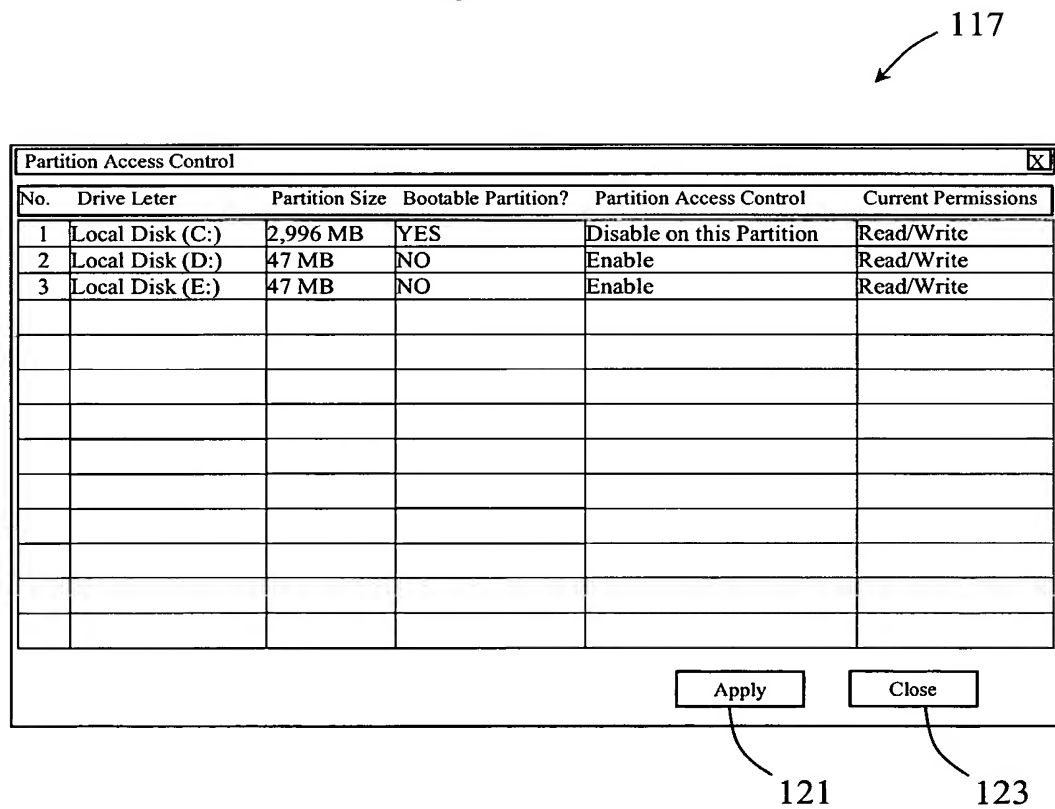 117
Partition Access Control X
No. Drive Leter Partition Size Bootable Partition? Partition Access Control Current Permissions
1 Local Disk (C:) 2,996 MB YES Disable on this Partition Read/Write
2 Local Disk (D:) 47 MB NO Enable Read/Write
3 Local Disk (E:) 47 MB NO Enable Read/Write
Apply Close
121 123